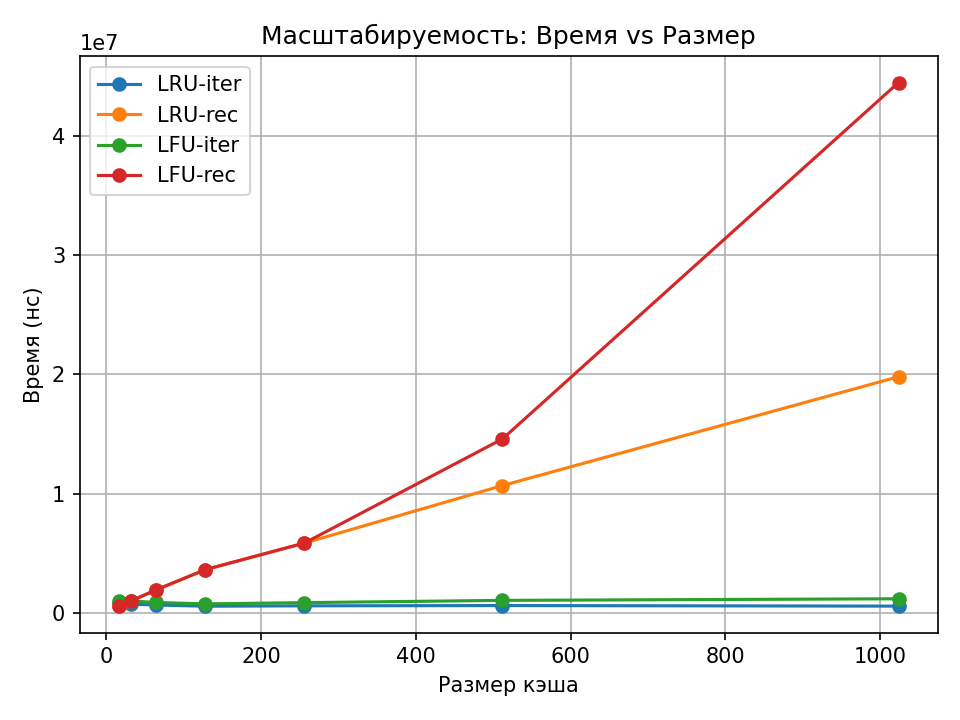 Масштабируемость: Время vs Размер
1e7
LRU-iter
LRU-rec
LFU-iter
LFU-rec
4
3
2
1
0
Время (нс)
0 200 400 600 800 1000
Размер кэша